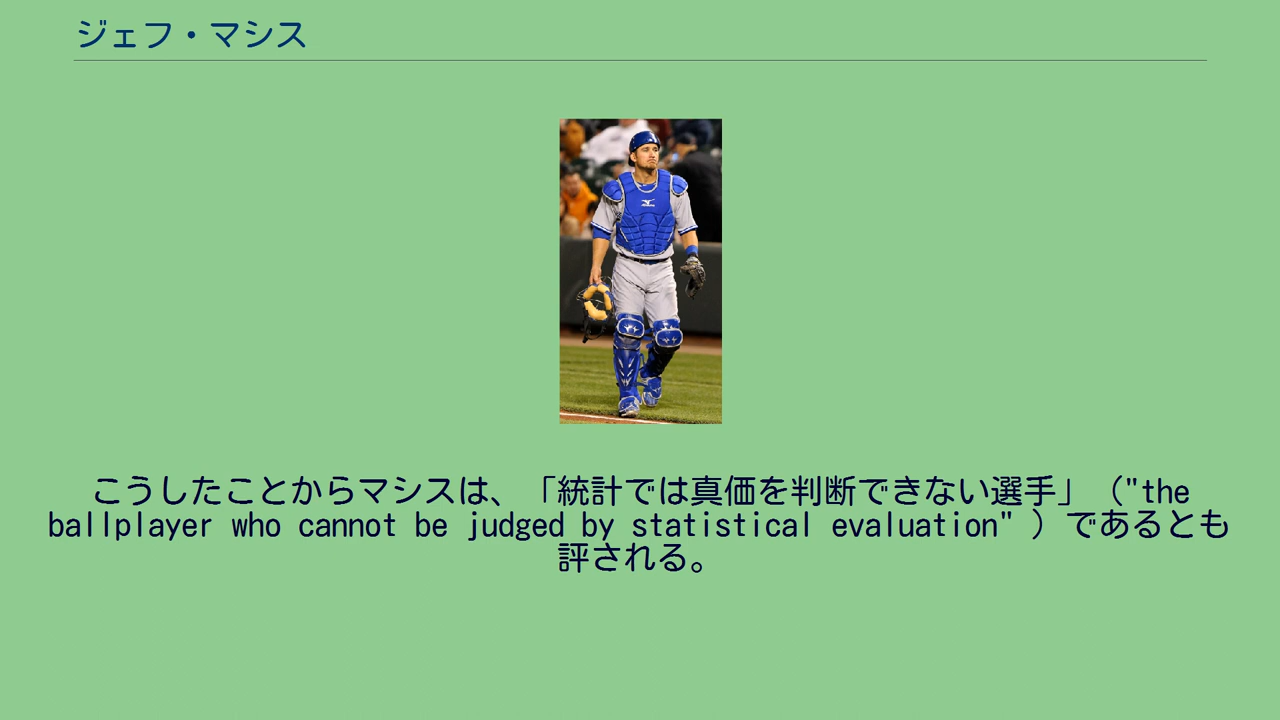 ジェフ・マシス
こうしたことからマシスは、「統計では真価を判断できない選手」（"the
ballplayer who cannot be judged by statistical evaluation" ）であるとも
評される。